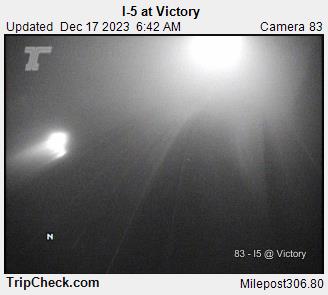 I-5 at Victory
Updated Dec 17 2023 6:42 AM Camera 83
N
83 - I5 @ Victory
TripCheck.com Milepost306.80